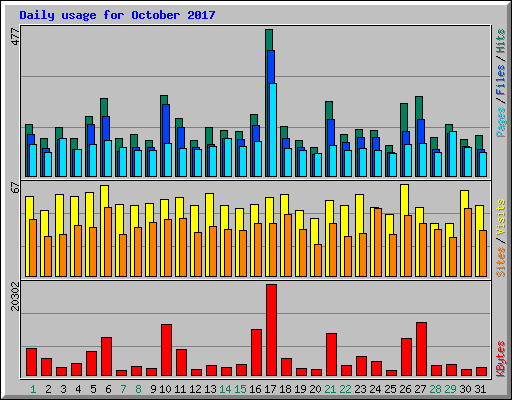 Daily usage for October 2017
477
Pages / Files / Hits
67
Sites / Visits
20302
KBytes
1 2 3 4 5 6 7 8 9 10 11 12 13 14 15 16 17 18 19 20 21 22 23 24 25 26 27 28 29 30 31